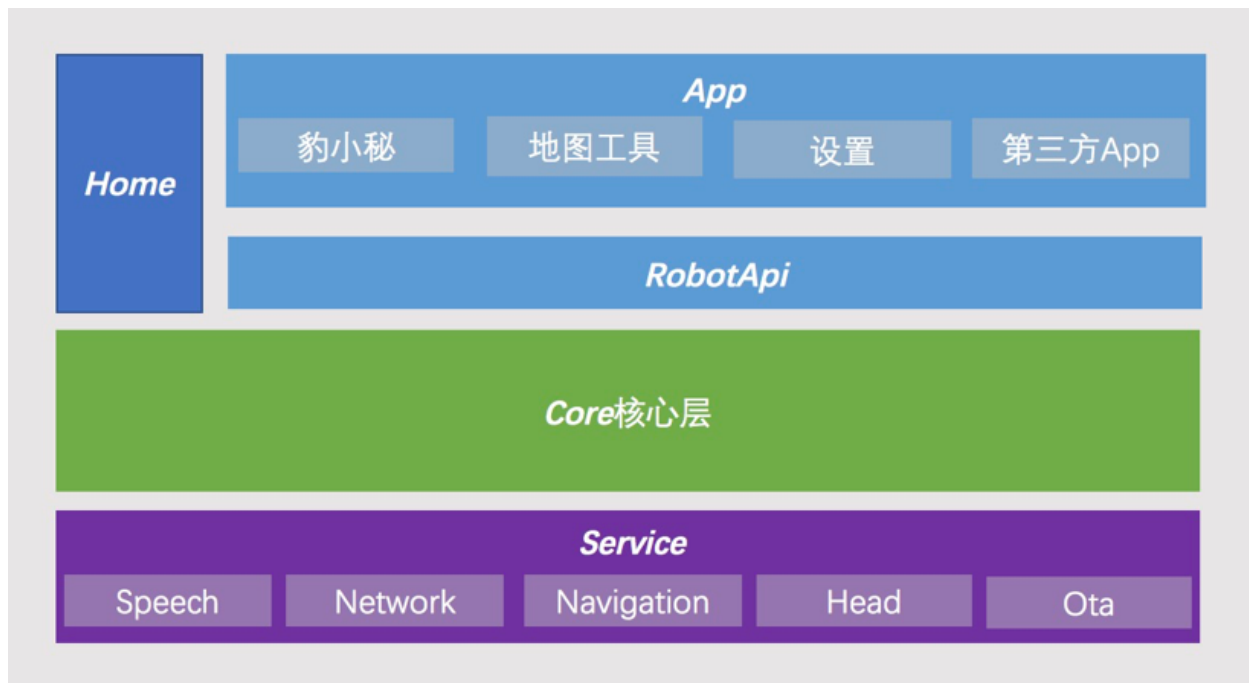 Home
App
豹小秘 地图工具 设置 第三方App
RobotApi
Core核心层
Service
Speech Network Navigation Head Ota